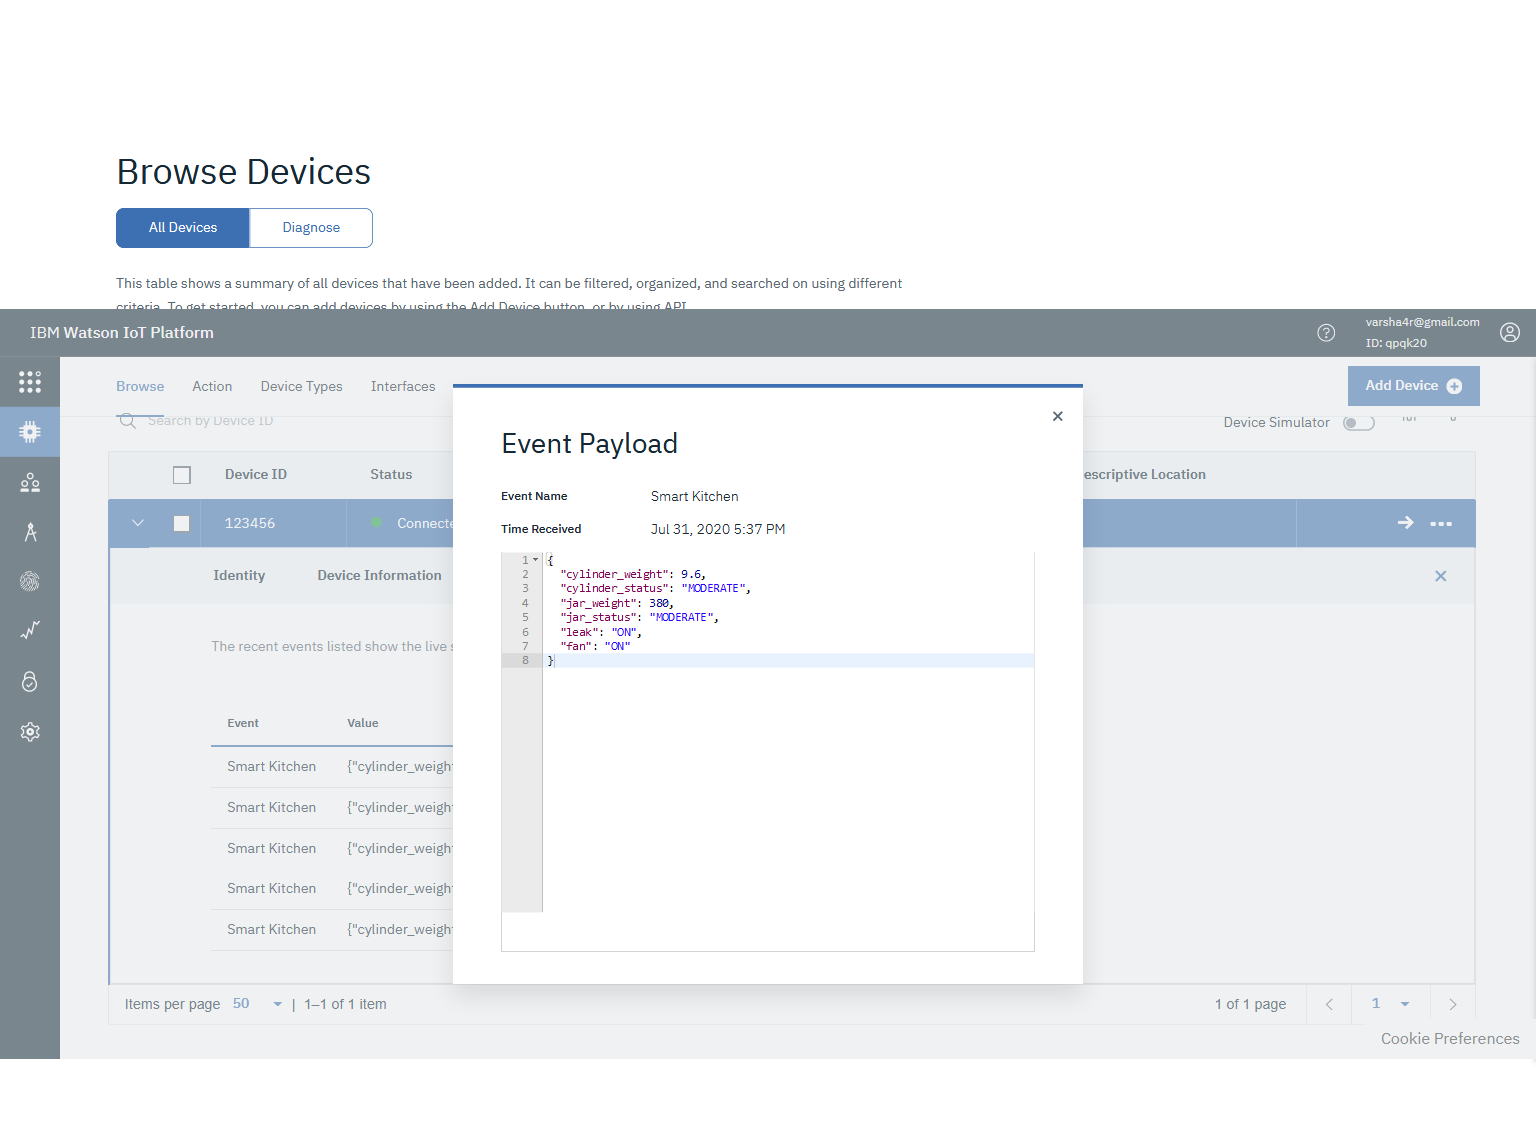 Browse Devices
All Devices
Diagnose
This table shows a summary of all devices that have been added. It can be filtered, organized, and searched on using different
criteria. To get started, you can add devices by using the Add Device button, or by using API.
IBM Watson IoT Platform
varsha4r@gmail.com
ID: qpqk20
Browse Action Device Types Interfaces
Add Device
Search by Device ID
Device Simulator
Event Payload
Device ID Status
escriptive Location
Event Name Smart Kitchen
123456 Connecte
Time Received Jul 31, 2020 5:37 PM
Identity Device Information
1 {
2 "cylinder_weight": 9.6,
3 "cylinder_status": "MODERATE",
4 "jar_weight": 380,
5 "jar_status": "MODERATE",
6 "leak": "ON",
7 "fan": "ON"
8 }
The recent events listed show the live s
Event Value
Smart Kitchen {"cylinder_weigh
Smart Kitchen {"cylinder_weigh
Smart Kitchen {"cylinder_weigh
Smart Kitchen {"cylinder_weigh
Smart Kitchen {"cylinder_weigh
Items per page 50 | 1–1 of 1 item
1 of 1 page
1
Cookie Preferences